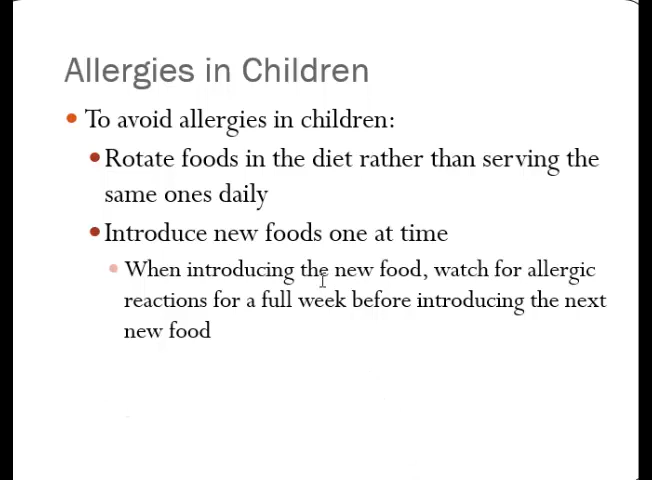 Allergies in Children
To avoid allergies in children:
Rotate foods in the diet rather than serving the
same ones daily
Introduce new foods one at time
When introducing the new food, watch for allergic
reactions for a full week before introducing the next
new food